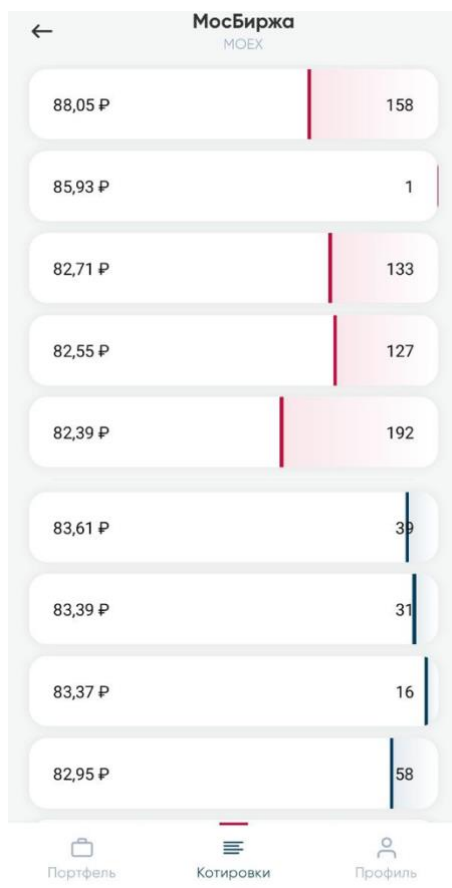 МосБиржа
MOEX
88,05 ₽ 158
85,93 ₽ 1
82,71 ₽ 133
82,55 ₽ 127
82,39 ₽ 192
83,61 ₽ 39
83,39 ₽ 31
83,37 ₽ 16
82,95 ₽ 58
Портфель Котировки Профиль